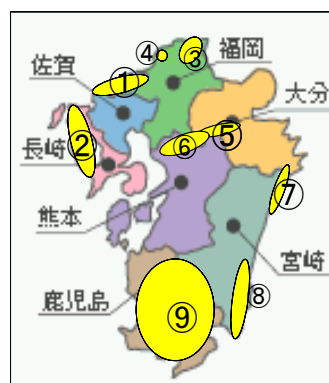 ④
③
福岡
佐賀
①
大分
長崎
②
⑥
⑤
熊本
⑦
宮崎
鹿児島
⑧
⑨